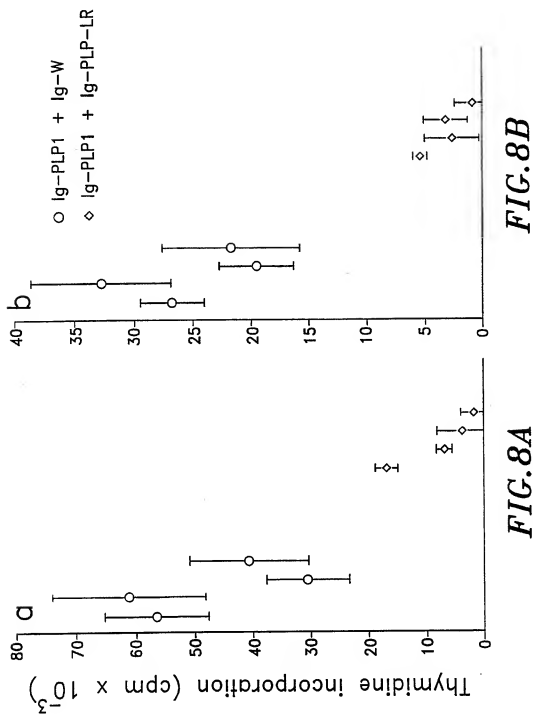 Thymidine incorporation (cpm x 10⁻³)
a
80
70
60
50
40
30
20
10
0
FIG.8A
b
40
35
30
25
20
15
10
5
0
○ Ig-PLP1 + Ig-W
◇ Ig-PLP1 + Ig-PLP-LR
FIG.8B